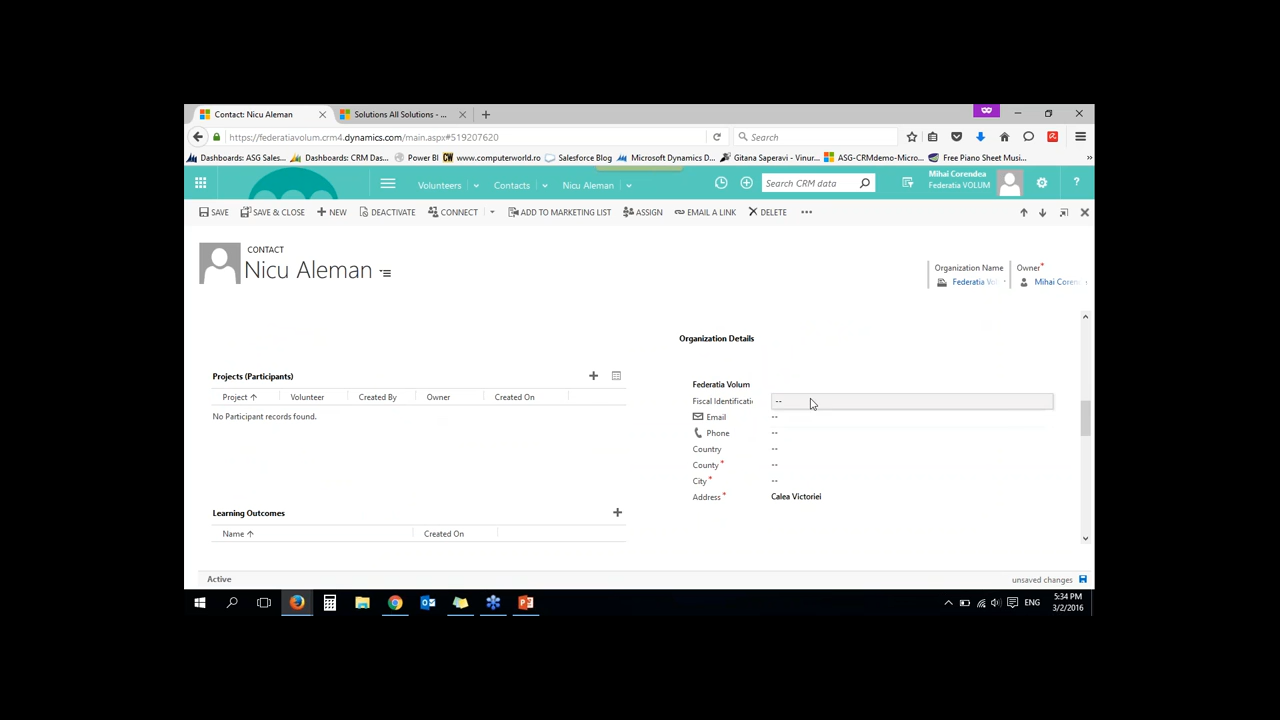 Contact: Nicu Aleman
Solutions All Solutions - ...
https://federatiavolum.crm4.dynamics.com/main.aspx#519207620
Search
Dashboards: ASG Sales...
Dashboards: CRM Das...
Power BI
www.computerworld.ro
Salesforce Blog
Microsoft Dynamics D...
Gitana Saperavi - Vinur...
ASG-CRMdemo-Micro...
Free Piano Sheet Musi...
Volunteers
Contacts
Nicu Aleman
Search CRM data
Mihai Corendea
Federatia VOLUM
?
SAVE
SAVE & CLOSE
NEW
DEACTIVATE
CONNECT
ADD TO MARKETING LIST
ASSIGN
EMAIL A LINK
DELETE
CONTACT
Nicu Aleman
Organization Name
Federatia Vol
Owner*
Mihai Corende
Organization Details
Projects (Participants)
Project
Volunteer
Created By
Owner
Created On
No Participant records found.
Federatia Volum
Fiscal Identificati --
Email --
Phone --
Country --
County* --
City* --
Address* Calea Victoriei
Learning Outcomes
Name
Created On
Active
unsaved changes
ENG
5:34 PM
3/2/2016